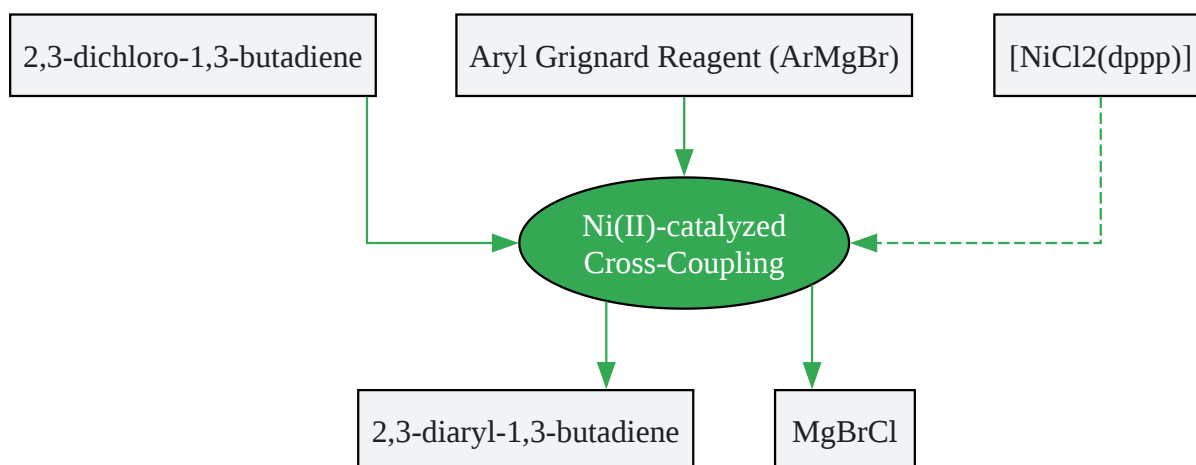 2,3-dichloro-1,3-butadiene
Aryl Grignard Reagent (ArMgBr)
[NiCl2(dppp)]
Ni(II)-catalyzed
Cross-Coupling
2,3-diaryl-1,3-butadiene
MgBrCl